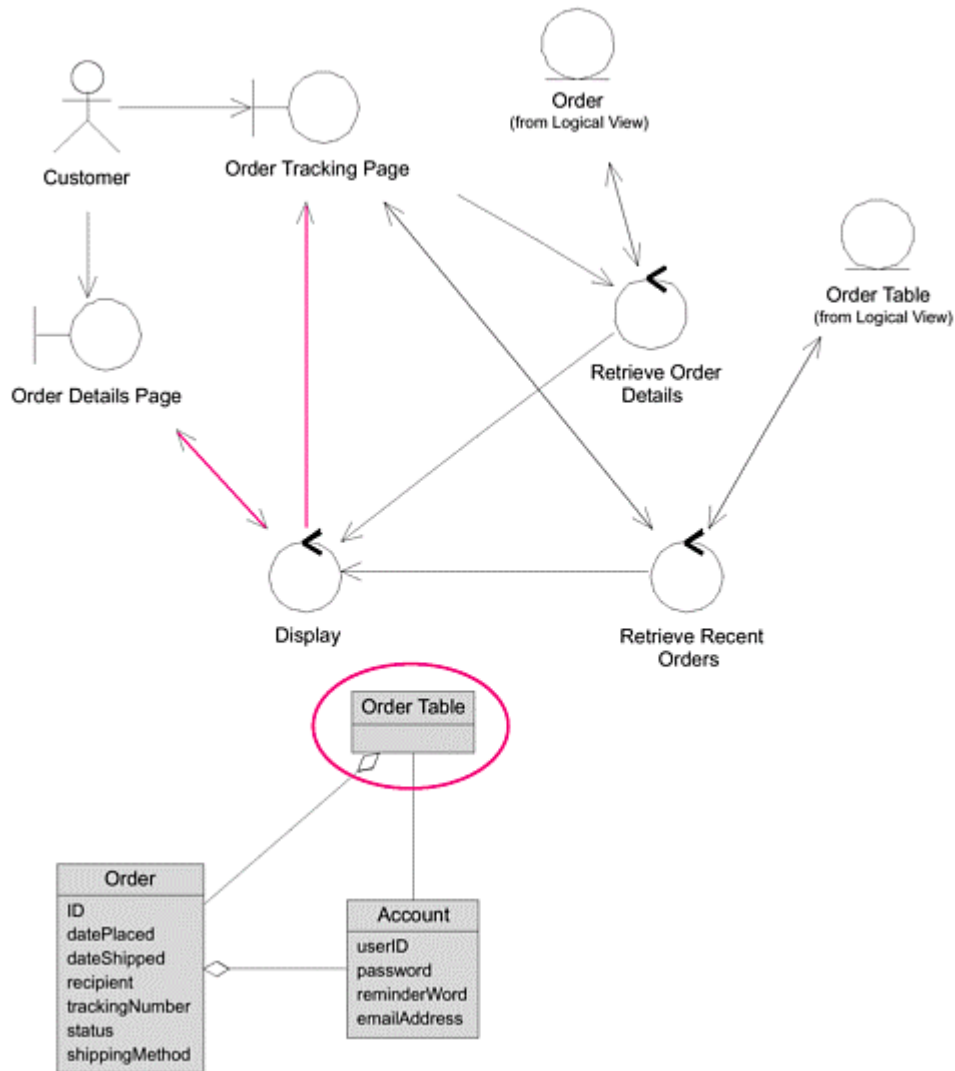 Order
(from Logical View)
Customer
Order Tracking Page
Order Table
(from Logical View)
Order Details Page
Retrieve Order
Details
Display
Retrieve Recent
Orders
Order Table
Order
ID
datePlaced
dateShipped
recipient
trackingNumber
status
shippingMethod
Account
userID
password
reminderWord
emailAddress